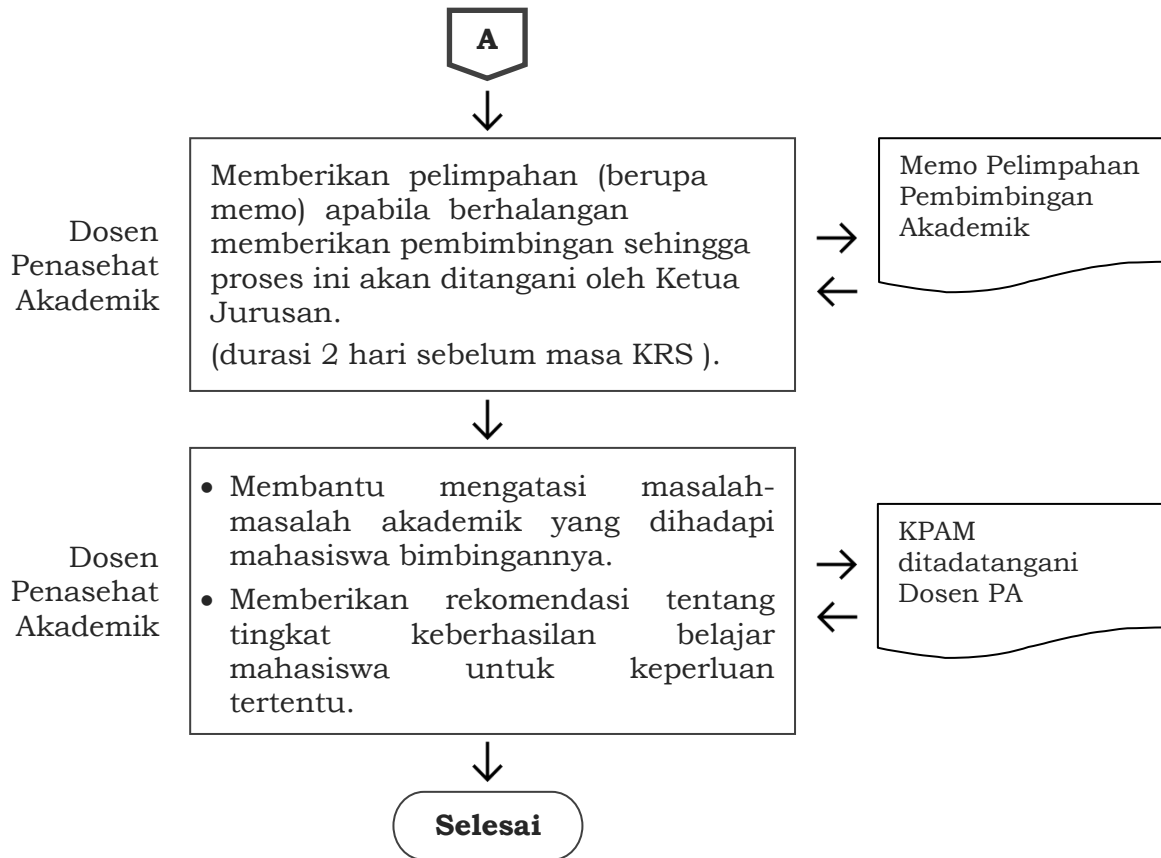 A
Dosen
Penasehat
Akademik
Memberikan pelimpahan (berupa
memo) apabila berhalangan
memberikan pembimbingan sehingga
proses ini akan ditangani oleh Ketua
Jurusan.
(durasi 2 hari sebelum masa KRS ).
Memo Pelimpahan
Pembimbingan
Akademik
Dosen
Penasehat
Akademik
• Membantu mengatasi masalah-
masalah akademik yang dihadapi
mahasiswa bimbingannya.
• Memberikan rekomendasi tentang
tingkat keberhasilan belajar
mahasiswa untuk keperluan
tertentu.
KPAM
ditadatangani
Dosen PA
Selesai